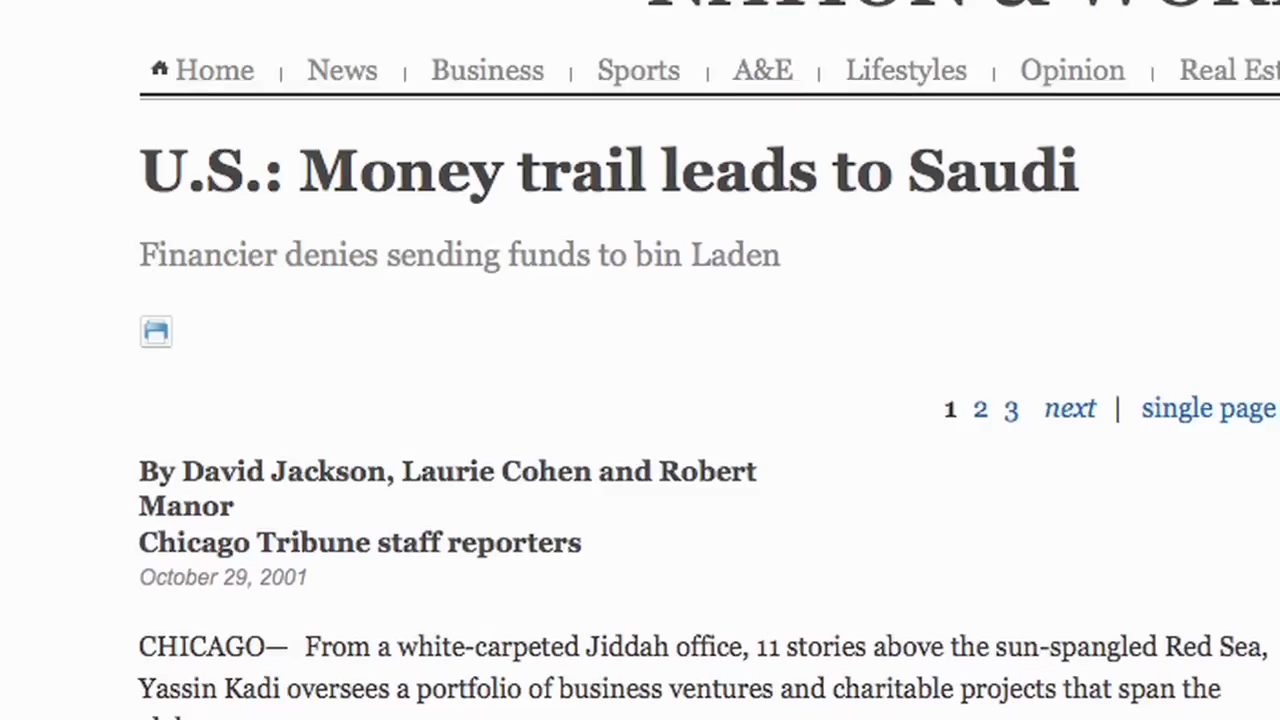 NATION & WORL
Home | News | Business | Sports | A&E | Lifestyles | Opinion | Real Est
U.S.: Money trail leads to Saudi
Financier denies sending funds to bin Laden
1 2 3 next | single page
By David Jackson, Laurie Cohen and Robert
Manor
Chicago Tribune staff reporters
October 29, 2001
CHICAGO— From a white-carpeted Jiddah office, 11 stories above the sun-spangled Red Sea,
Yassin Kadi oversees a portfolio of business ventures and charitable projects that span the